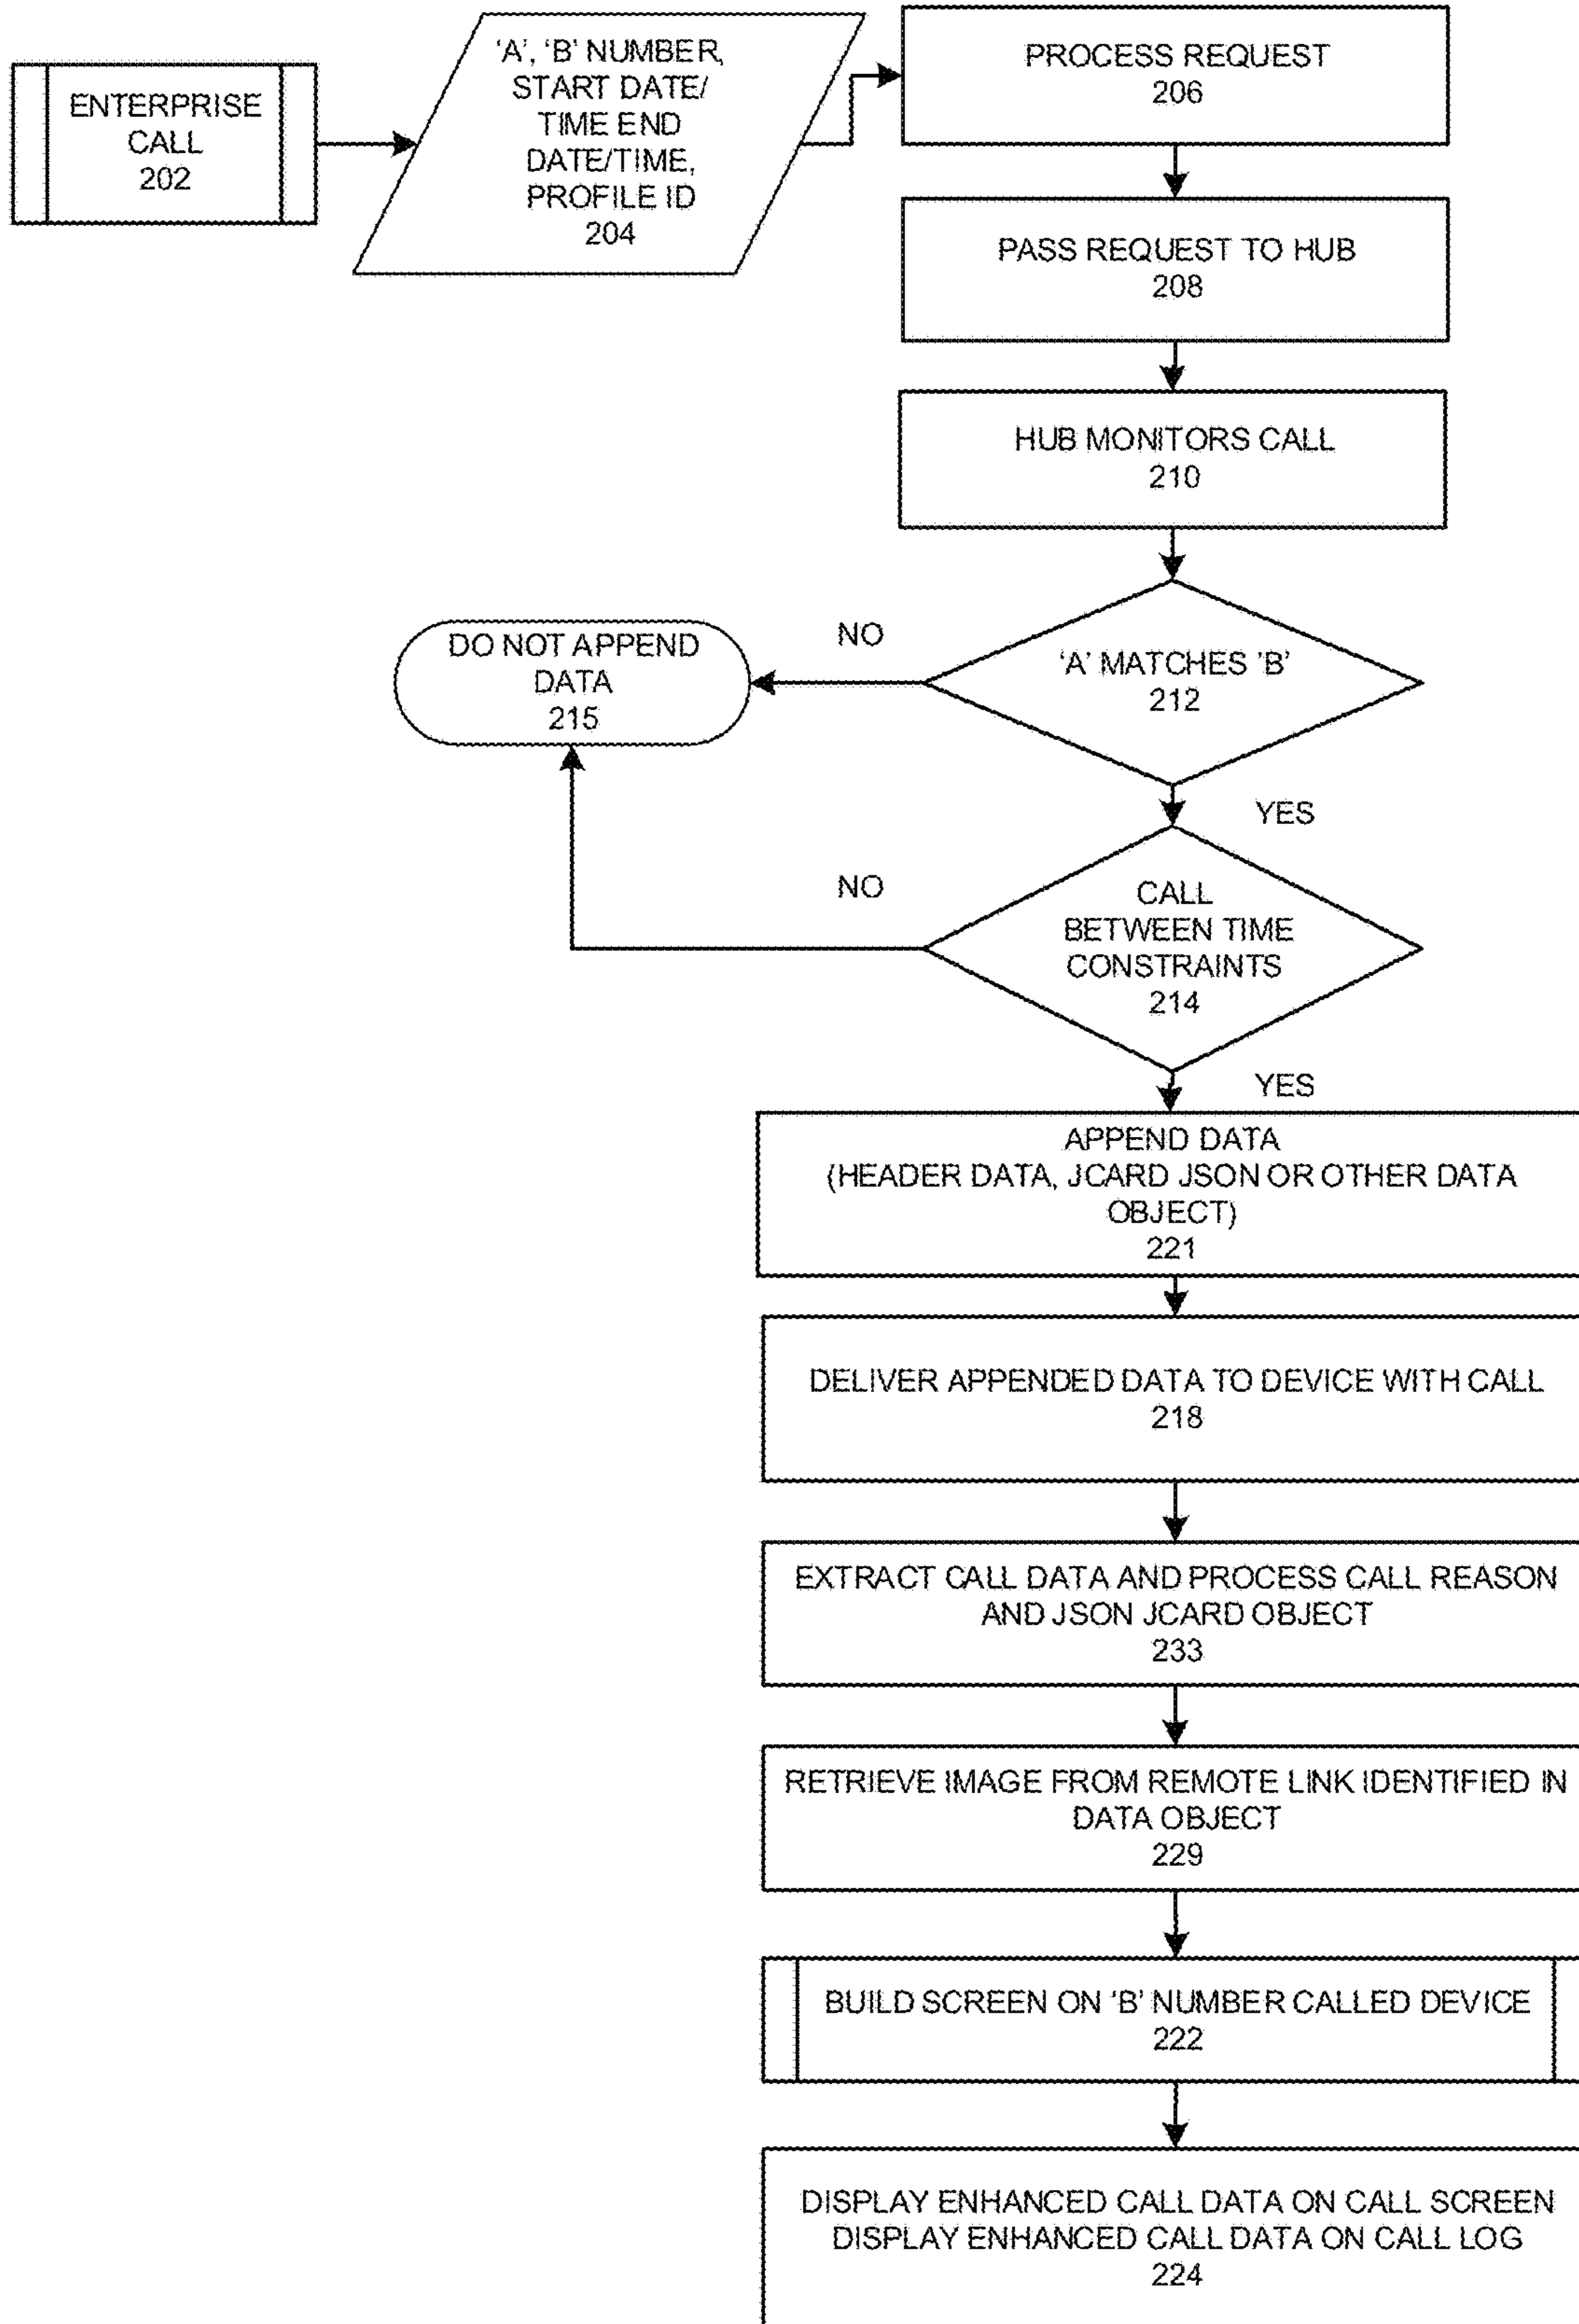 ENTERPRISE
CALL
202
‘A’, ‘B’ NUMBER,
START DATE/
TIME END
DATE/TIME,
PROFILE ID
204
PROCESS REQUEST
206
PASS REQUEST TO HUB
208
HUB MONITORS CALL
210
‘A’ MATCHES ’B’
212
NO
DO NOT APPEND
DATA
215
YES
CALL
BETWEEN TIME
CONSTRAINTS
214
NO
YES
APPEND DATA
(HEADER DATA, JCARD JSON OR OTHER DATA
OBJECT)
221
DELIVER APPENDED DATA TO DEVICE WITH CALL
218
EXTRACT CALL DATA AND PROCESS CALL REASON
AND JSON JCARD OBJECT
233
RETRIEVE IMAGE FROM REMOTE LINK IDENTIFIED IN
DATA OBJECT
229
BUILD SCREEN ON ‘B’ NUMBER CALLED DEVICE
222
DISPLAY ENHANCED CALL DATA ON CALL SCREEN
DISPLAY ENHANCED CALL DATA ON CALL LOG
224